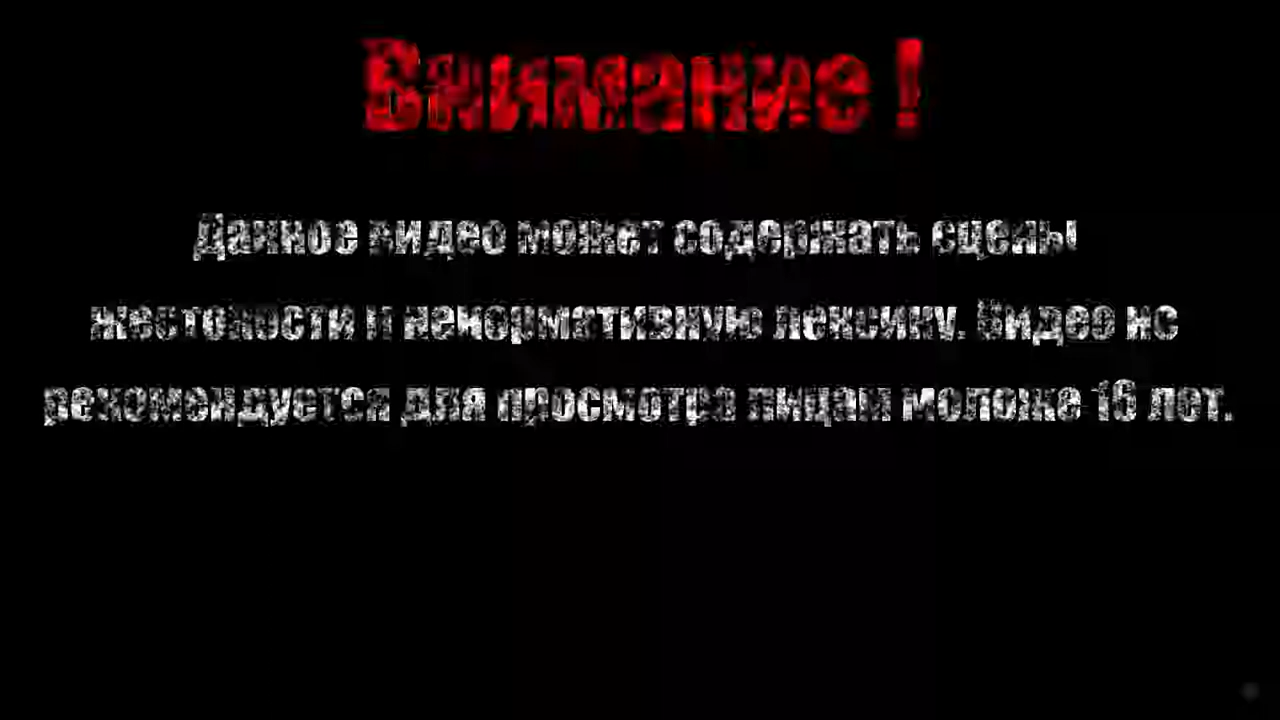 Внимание !
Данное видео может содержать сцены
жестокости и ненормативную лексику. Видео не
рекомендуется для просмотра лицам моложе 16 лет.